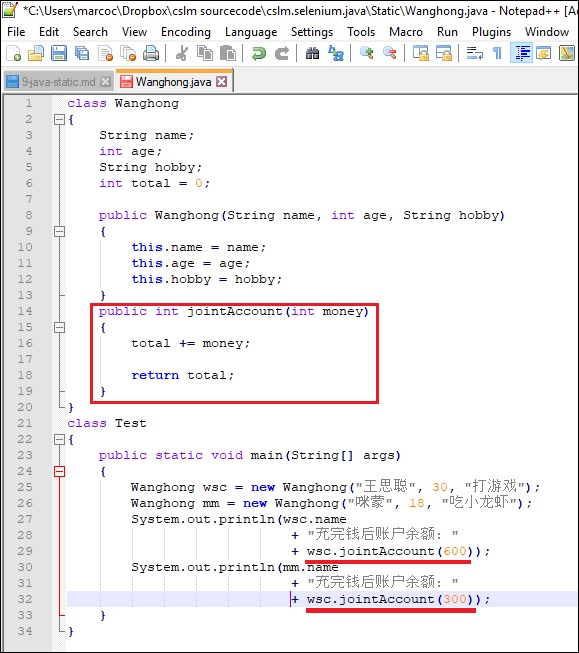 *C:\Users\marcoc\Dropbox\cslm sourcecode\cslm.selenium.java\Static\Wanghong.java - Notepad++ [A
File Edit Search View Encoding Language Settings Tools Macro Run Plugins Window
9-java-static.md Wanghong.java
1 class Wanghong
2 {
3 String name;
4 int age;
5 String hobby;
6 int total = 0;
7
8 public Wanghong(String name, int age, String hobby)
9 {
10 this.name = name;
11 this.age = age;
12 this.hobby = hobby;
13 }
14 public int jointAccount(int money)
15 {
16 total += money;
17
18 return total;
19 }
20 }
21 class Test
22 {
23 public static void main(String[] args)
24 {
25 Wanghong wsc = new Wanghong("王思聪", 30, "打游戏");
26 Wanghong mm = new Wanghong("咪蒙", 18, "吃小龙虾");
27 System.out.println(wsc.name
28 + "充完钱后账户余额："
29 + wsc.jointAccount(600));
30 System.out.println(mm.name
31 + "充完钱后账户余额："
32 + wsc.jointAccount(300));
33 }
34 }